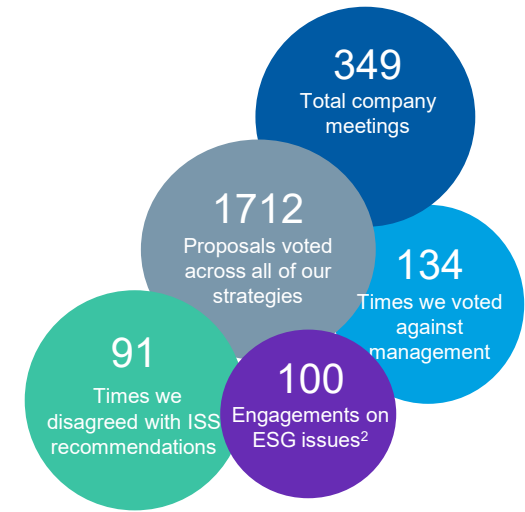 349
Total company
meetings
1712
Proposals voted
across all of our
strategies
134
Times we voted
against
management
91
Times we
disagreed with ISS
recommendations
100
Engagements on
ESG issues²